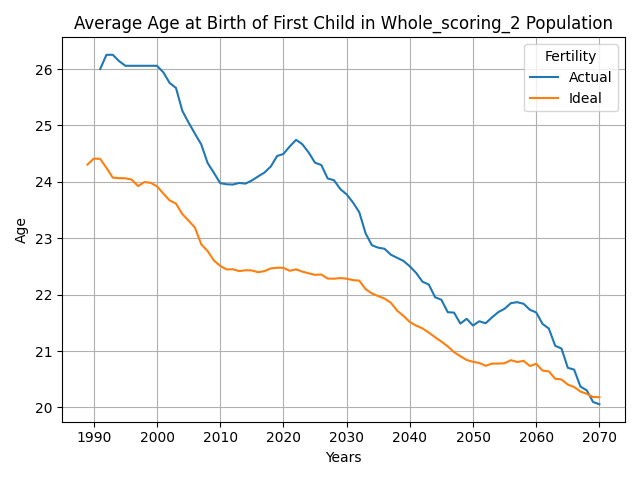 Average Age at Birth of First Child in Whole_scoring_2 Population
Fertility
Actual
Ideal
Age
26
25
24
23
22
21
20
1990 2000 2010 2020 2030 2040 2050 2060 2070
Years